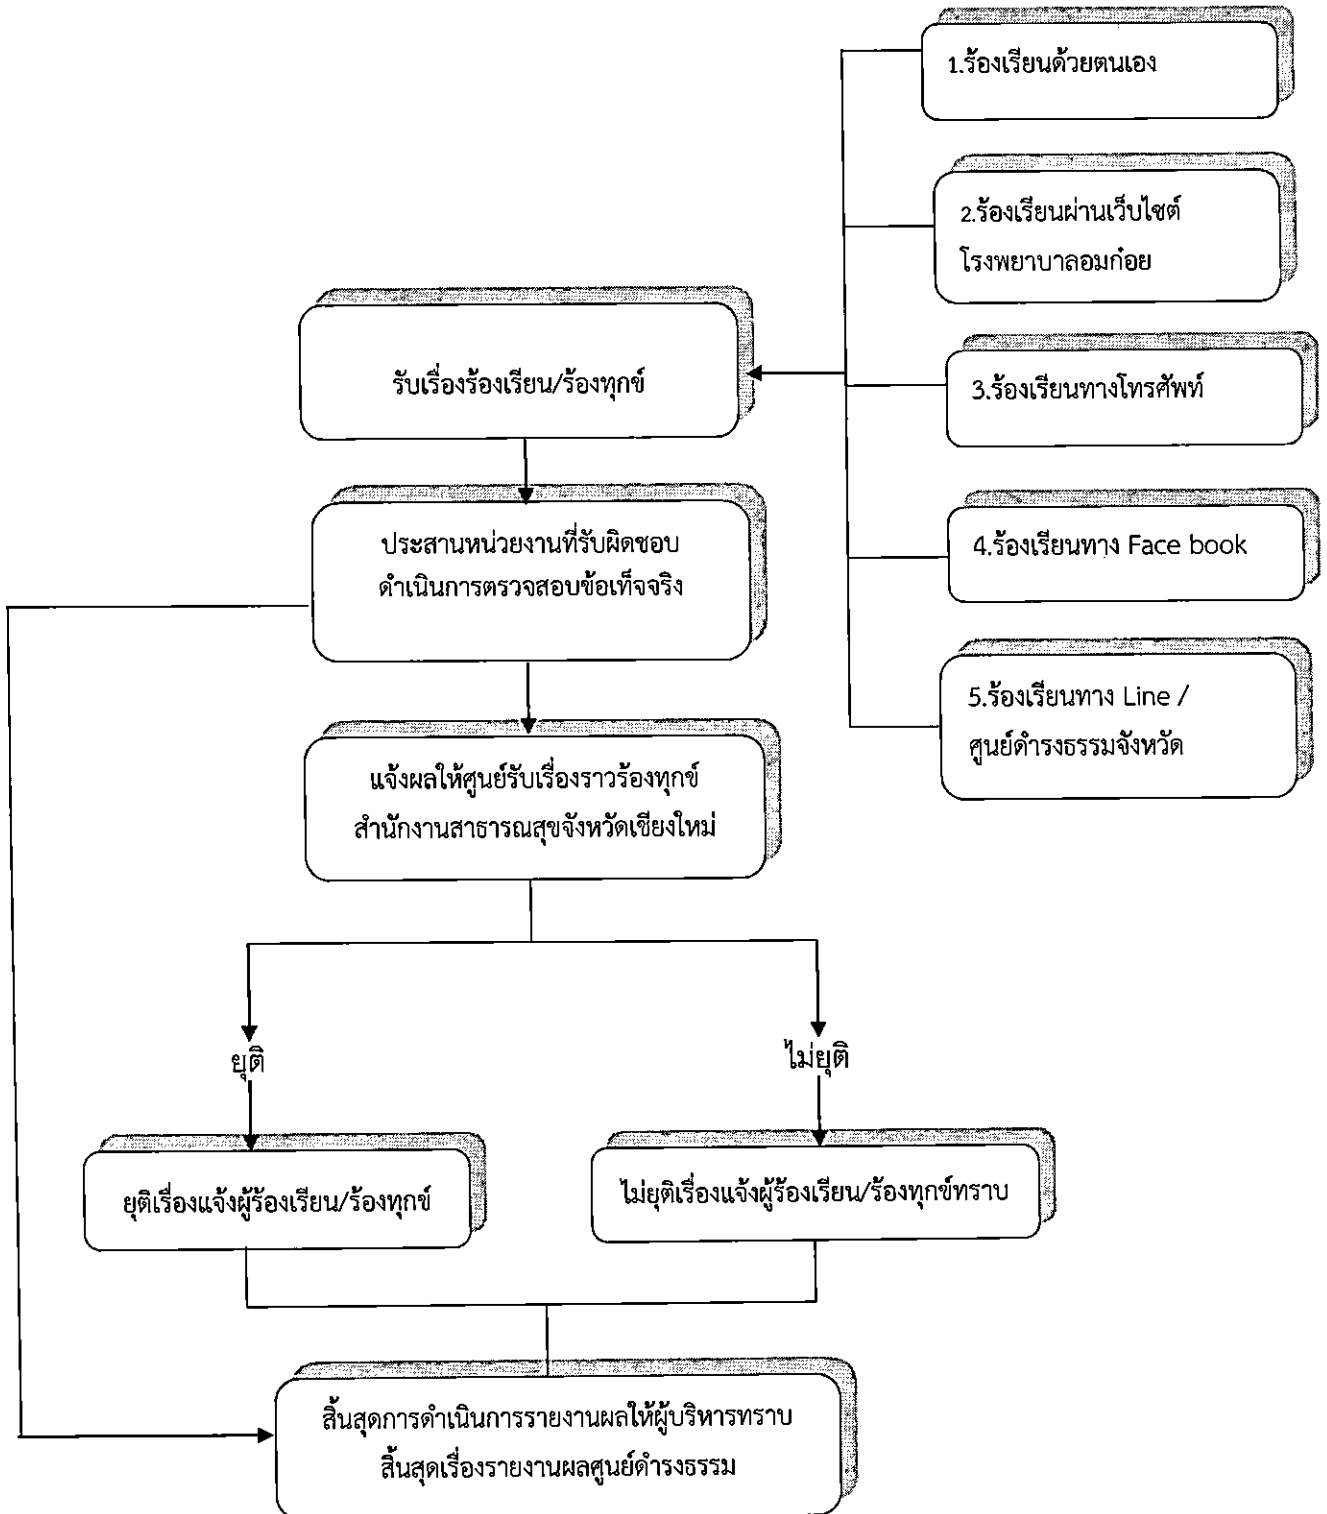 1.ร้องเรียนด้วยตนเอง
2.ร้องเรียนผ่านเว็บไซต์
โรงพยาบาลอมก๋อย
รับเรื่องร้องเรียน/ร้องทุกข์
3.ร้องเรียนทางโทรศัพท์
ประสานหน่วยงานที่รับผิดชอบ
ดำเนินการตรวจสอบข้อเท็จจริง
4.ร้องเรียนทาง Face book
5.ร้องเรียนทาง Line /
ศูนย์ดำรงธรรมจังหวัด
แจ้งผลให้ศูนย์รับเรื่องราวร้องทุกข์
สำนักงานสาธารณสุขจังหวัดเชียงใหม่
ยุติ
ไม่ยุติ
ยุติเรื่องแจ้งผู้ร้องเรียน/ร้องทุกข์
ไม่ยุติเรื่องแจ้งผู้ร้องเรียน/ร้องทุกข์ทราบ
สิ้นสุดการดำเนินการรายงานผลให้ผู้บริหารทราบ
สิ้นสุดเรื่องรายงานผลศูนย์ดำรงธรรม